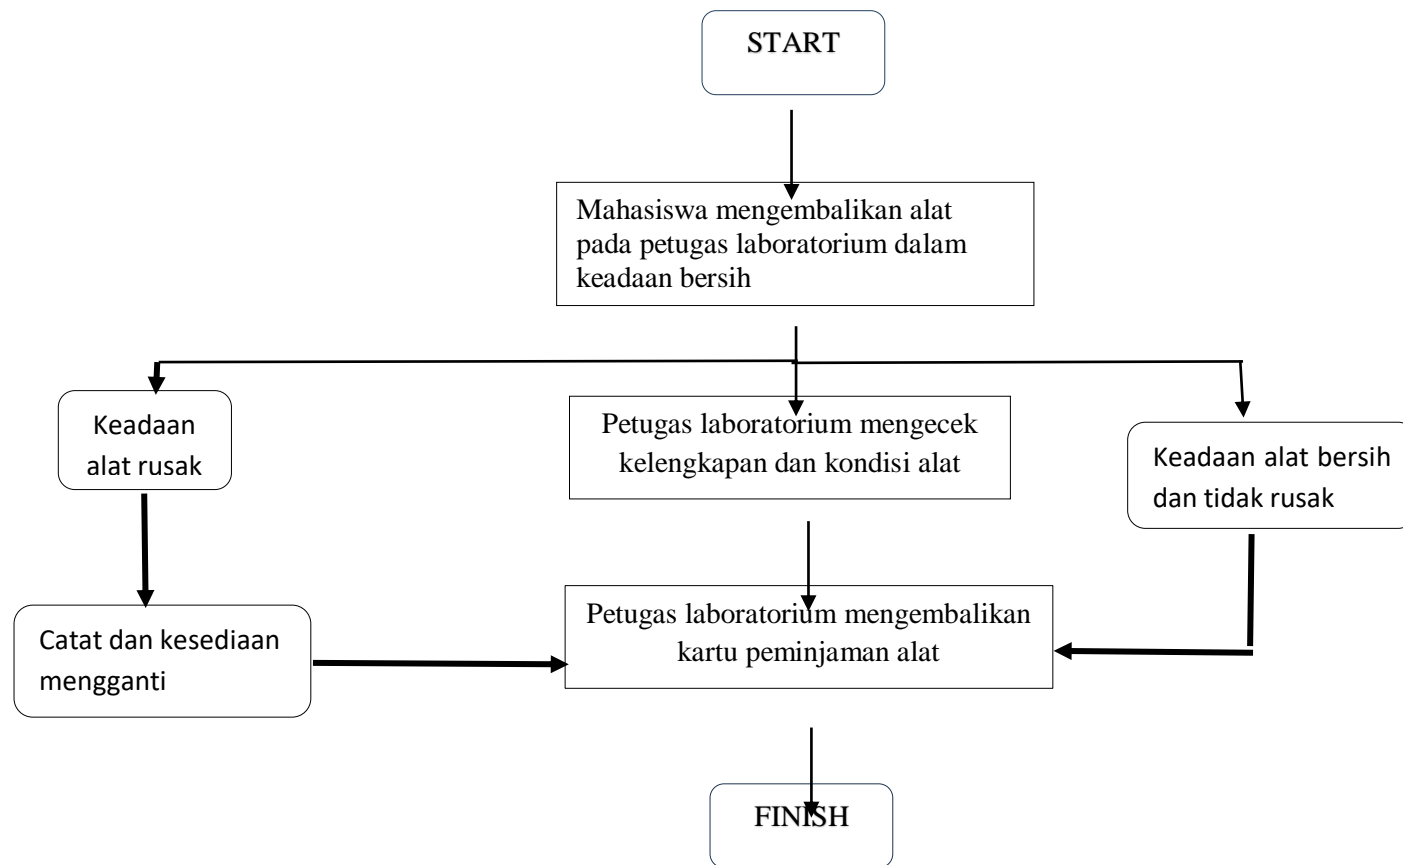 START
Mahasiswa mengembalikan alat
pada petugas laboratorium dalam
keadaan bersih
Keadaan
alat rusak
Petugas laboratorium mengecek
kelengkapan dan kondisi alat
Keadaan alat bersih
dan tidak rusak
Catat dan kesediaan
mengganti
Petugas laboratorium mengembalikan
kartu peminjaman alat
FINISH